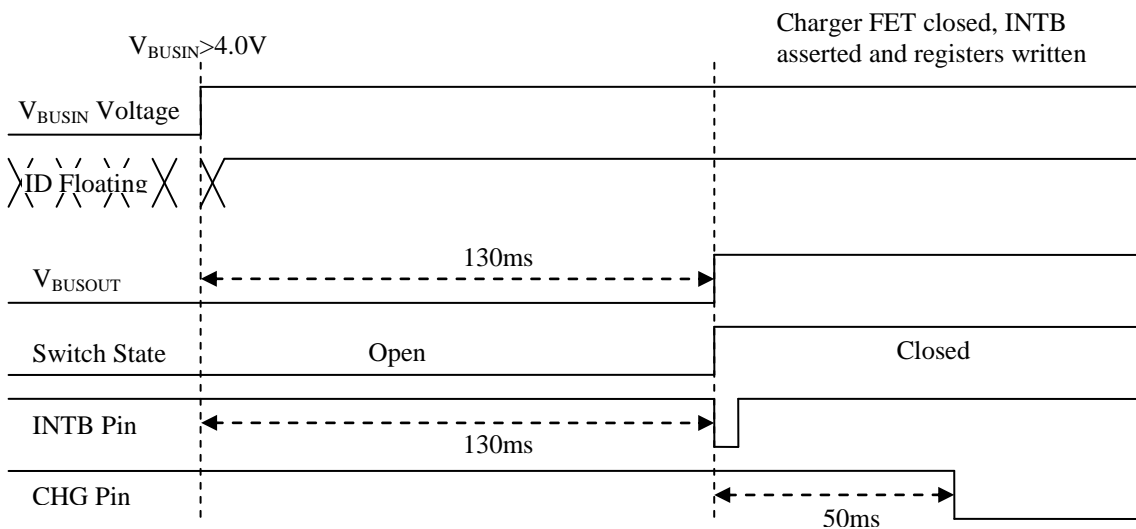 Charger FET closed, INTB
asserted and registers written
VBUSIN>4.0V
VBUSIN Voltage
ID Floating
130ms
VBUSOUT
Switch State
Open
Closed
INTB Pin
130ms
CHG Pin
50ms